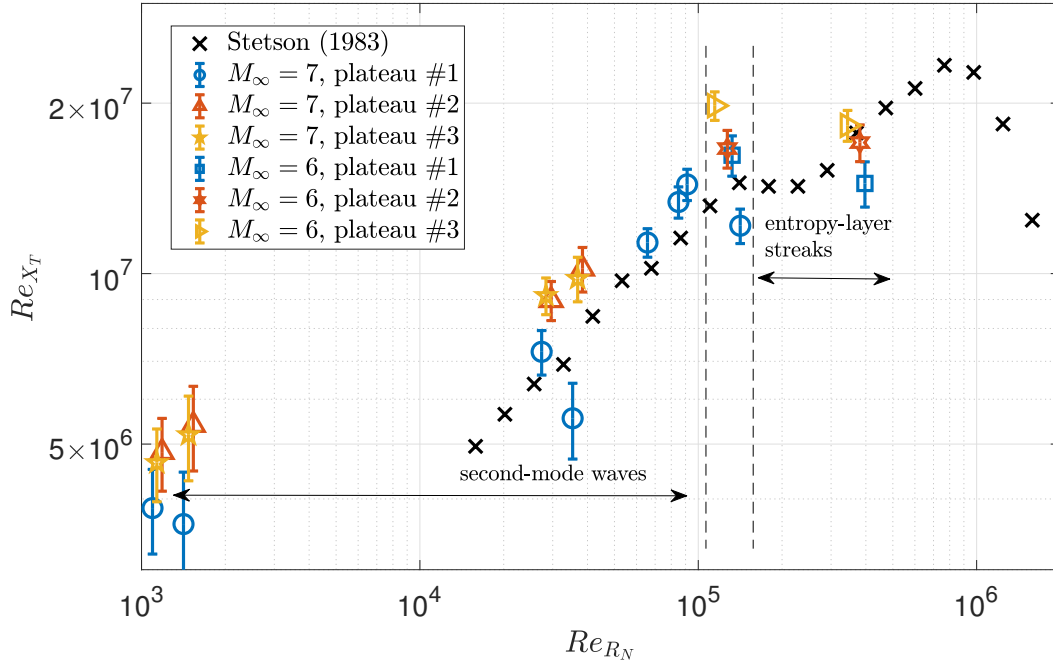 Stetson (1983)
M∞ = 7, plateau #1
M∞ = 7, plateau #2
M∞ = 7, plateau #3
M∞ = 6, plateau #1
M∞ = 6, plateau #2
M∞ = 6, plateau #3
2×10⁷
10⁷
5×10⁶
Re_{X_T}
entropy-layer
streaks
second-mode waves
10³
10⁴
10⁵
10⁶
Re_{R_N}